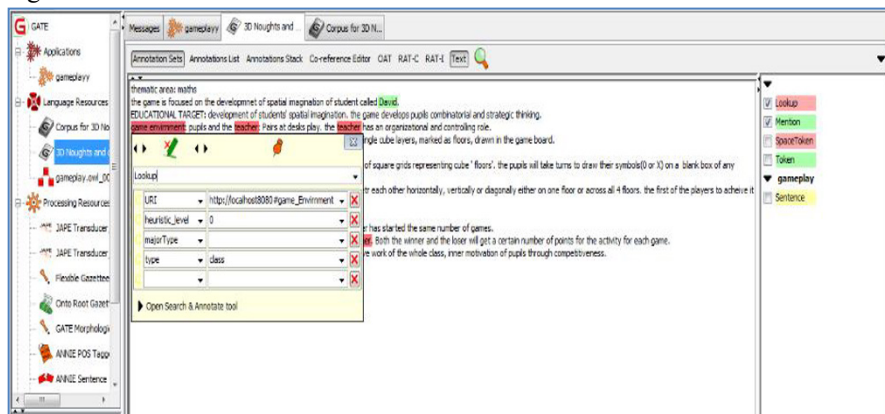 GATE
Applications
gameplayy
Language Resources
Corpus for 3D No
3D Noughts and
gameplay.owl_00
Processing Resources
JAPE Transducer
JAPE Transducer
Flexible Gazettee
Onto Root Gazet
GATE Morphologi
ANNIE POS Tagg
ANNIE Sentence
Messages gameplayy 3D Noughts and ... Corpus for 3D N...
Annotation Sets Annotations List Annotations Stack Co-reference Editor OAT RAT-C RAT-I Text
thematic area: maths
the game is focused on the developmnet of spatial magination of student called David.
EDUCATIONAL TARGET: development of students' spatial imagination. the game develops pupils combinatorial and strategic thinking.
game envirnment: pupils and the teacher. Pairs at desks play. the teacher has an organizational and controlling role.
ngle cube layers, marked as floors, drawn in the game board.
of square grids representing cube ' floors'. the pupils will take turns to draw their symbols(0 or X) on a blank box of any
tr each other horizontally, vertically or diagonally either on one floor or across all 4 floors. the first of the players to acheive it
er has started the same number of games.
er. Both the winner and the loser will get a certain number of points for the activity for each game.
ve work of the whole class, inner motivation of pupils through competitiveness.
Lookup
URI http://localhost8080#game_Envirnment
heuristic_level 0
majorType
type class
Open Search & Annotate tool
Lookup
Mention
SpaceToken
Token
gameplay
Sentence